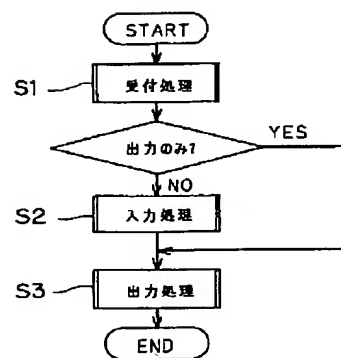 START
S1 受付処理
出力のみ? YES
NO
S2 入力処理
S3 出力処理
END